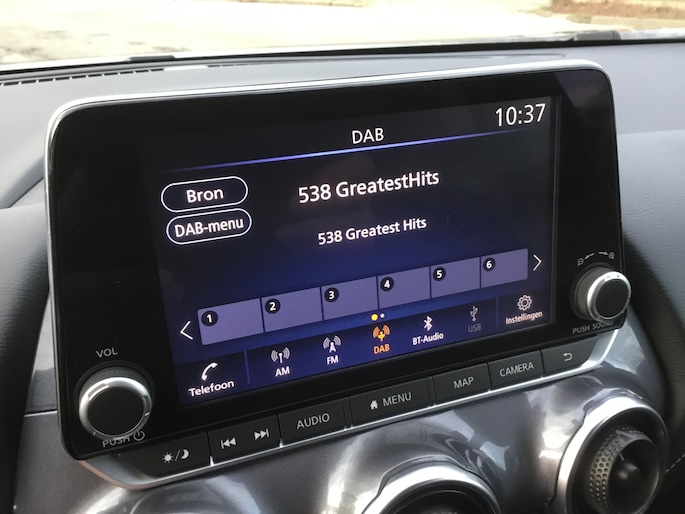 10:37
DAB
Bron
538 GreatestHits
DAB-menu
538 Greatest Hits
1 2 3 4 5 6
Telefoon AM FM DAB BT-Audio USB Instellingen
VOL
PUSH
PUSH SOUND
AUDIO MENU MAP CAMERA